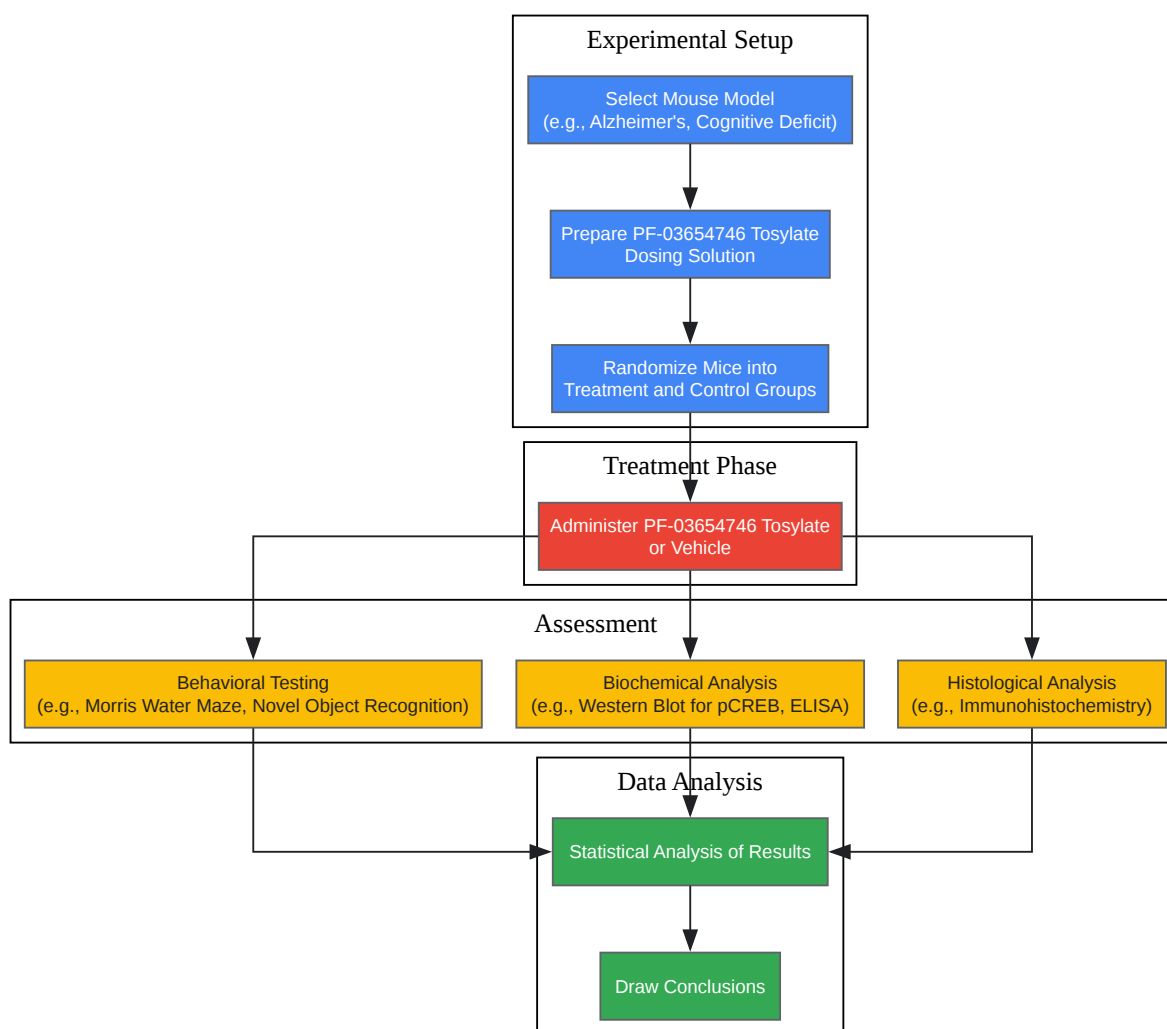 Experimental Setup
Select Mouse Model
(e.g., Alzheimer's, Cognitive Deficit)
Prepare PF-03654746 Tosylate
Dosing Solution
Randomize Mice into
Treatment and Control Groups
Treatment Phase
Administer PF-03654746 Tosylate
or Vehicle
Assessment
Behavioral Testing
(e.g., Morris Water Maze, Novel Object Recognition)
Biochemical Analysis
(e.g., Western Blot for pCREB, ELISA)
Histological Analysis
(e.g., Immunohistochemistry)
Data Analysis
Statistical Analysis of Results
Draw Conclusions